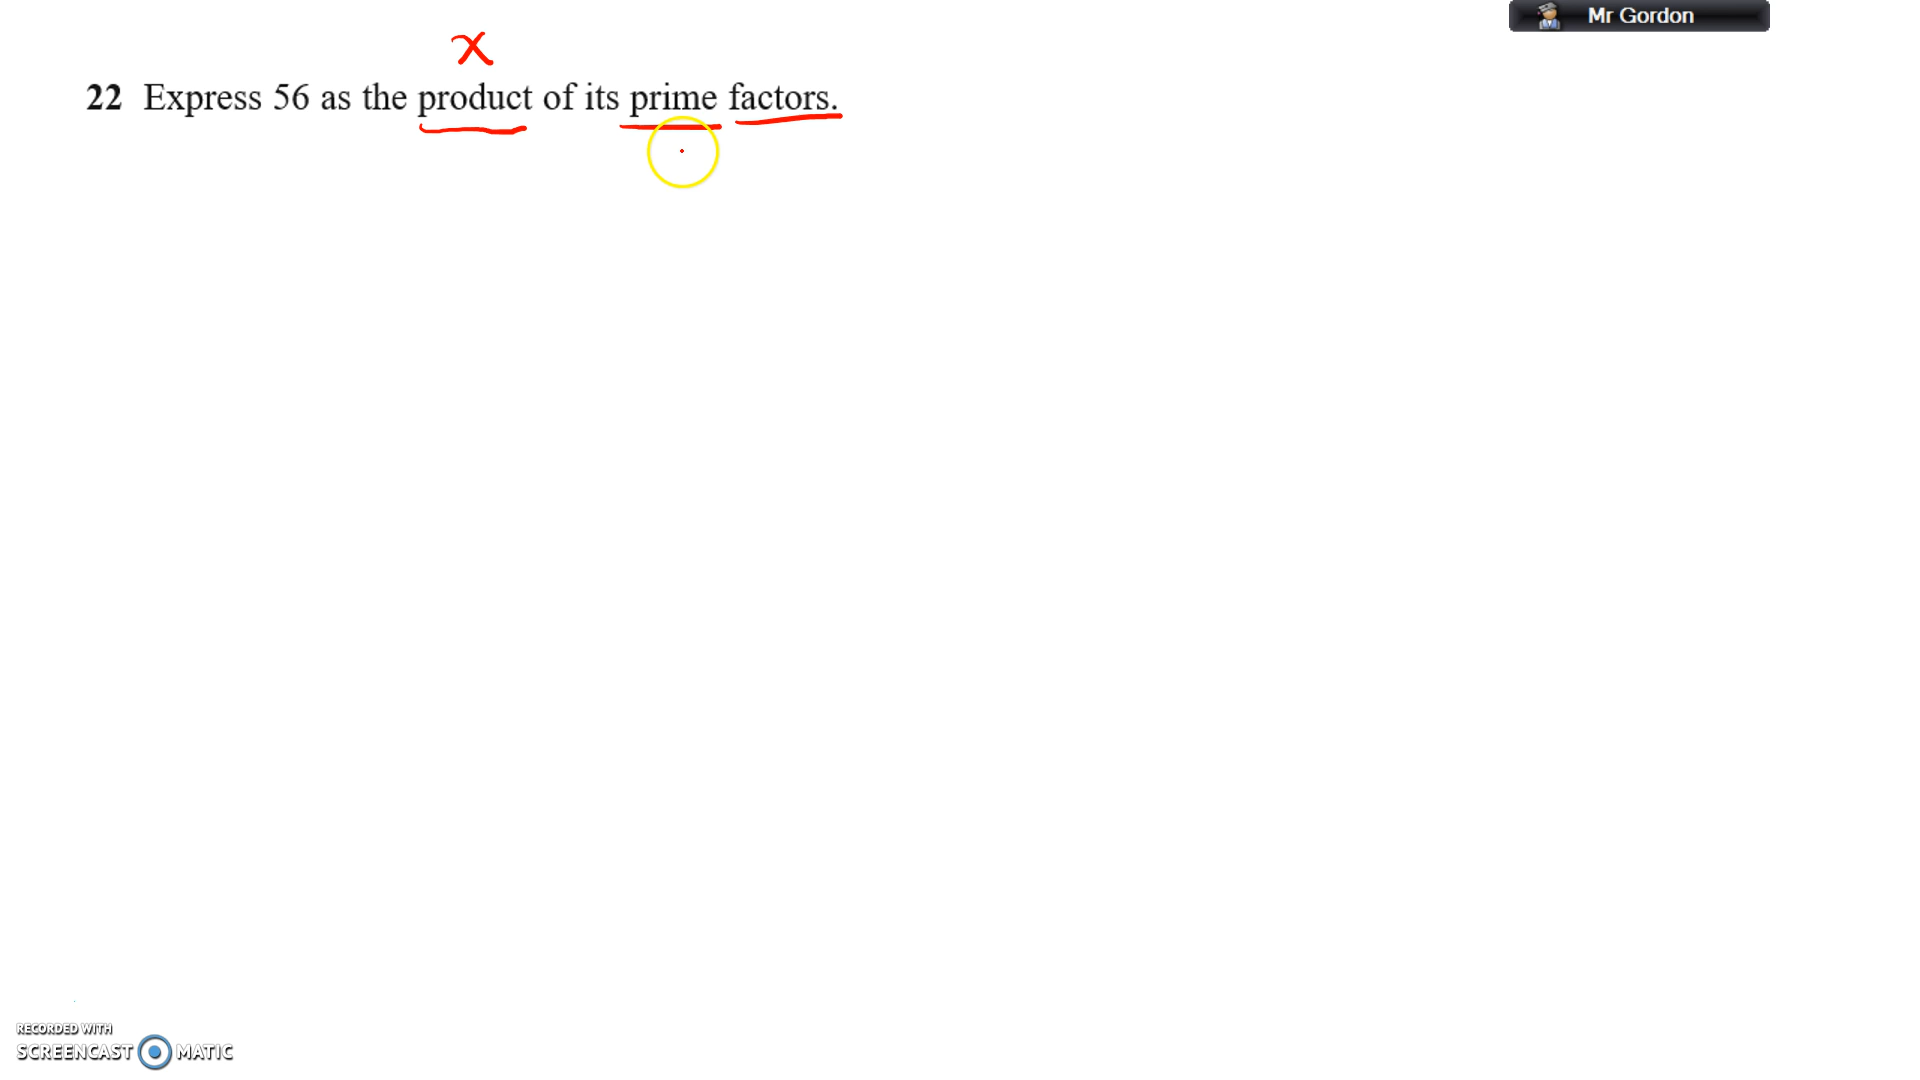 Mr Gordon
x
22 Express 56 as the product of its prime factors.
RECORDED WITH
SCREENCAST MATIC